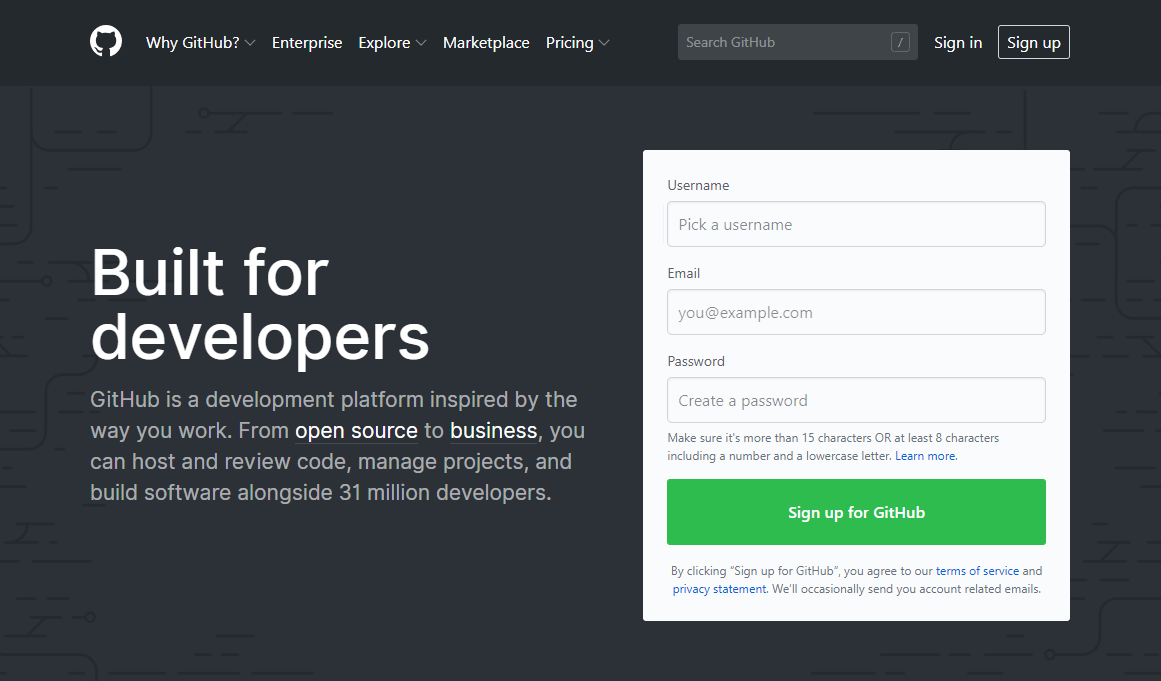 Why GitHub? Enterprise Explore Marketplace Pricing Search GitHub / Sign in Sign up
Built for
developers
GitHub is a development platform inspired by the
way you work. From open source to business, you
can host and review code, manage projects, and
build software alongside 31 million developers.
Username
Pick a username
Email
you@example.com
Password
Create a password
Make sure it's more than 15 characters OR at least 8 characters
including a number and a lowercase letter. Learn more.
Sign up for GitHub
By clicking “Sign up for GitHub”, you agree to our terms of service and
privacy statement. We’ll occasionally send you account related emails.